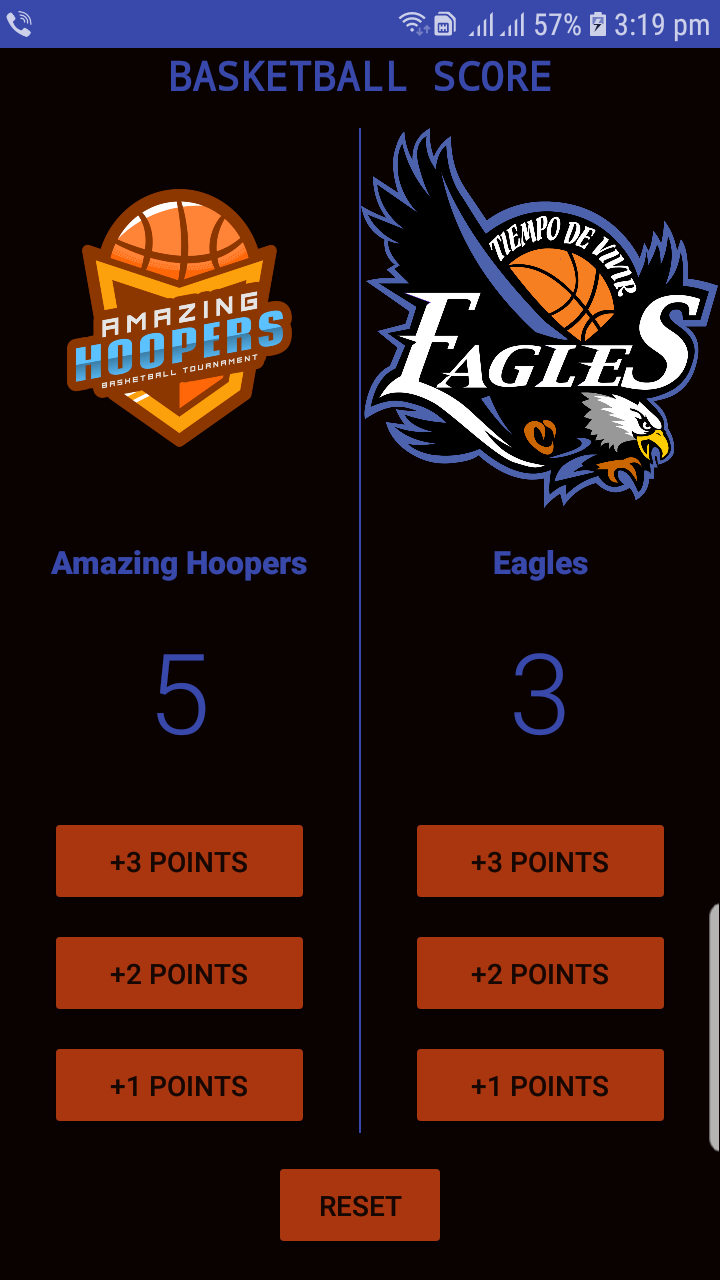 57% 3:19 pm
BASKETBALL SCORE
AMAZING
HOOPERS
BASKETBALL TOURNAMENT
TIEMPO DE VIVIR
EAGLES
Amazing Hoopers
Eagles
5
3
+3 POINTS
+3 POINTS
+2 POINTS
+2 POINTS
+1 POINTS
+1 POINTS
RESET